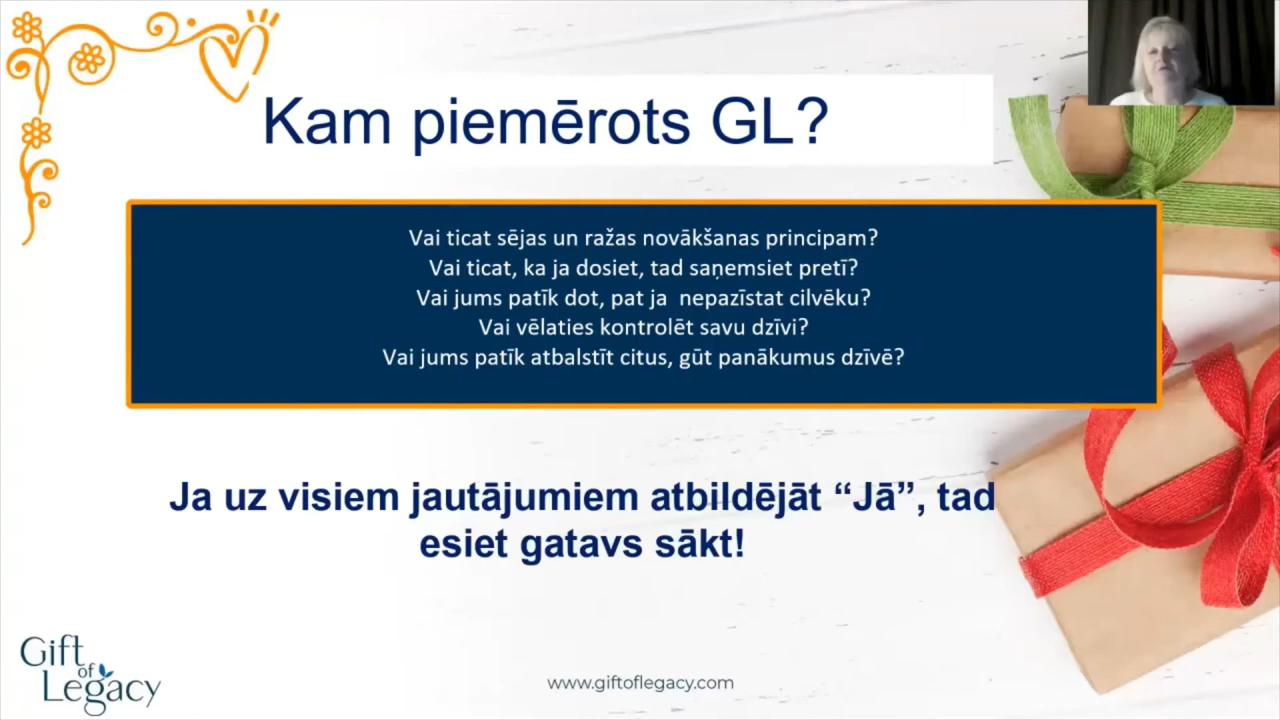 Kam piemērots GL?
Vai ticat sējas un ražas novākšanas principam?
Vai ticat, ka ja dosiet, tad saņemsiet pretī?
Vai jums patīk dot, pat ja  nepazīstat cilvēku?
Vai vēlaties kontrolēt savu dzīvi?
Vai jums patīk atbalstīt citus, gūt panākumus dzīvē?
Ja uz visiem jautājumiem atbildējāt “Jā”, tad
esiet gatavs sākt!
Gift
of
Legacy
www.giftoflegacy.com